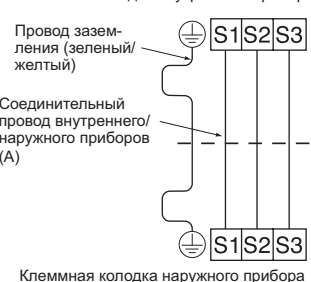 Провод зазем-
ления (зеленый/
желтый)
S1 S2 S3
Соединительный
провод внутреннего/
наружного приборов
(A)
S1 S2 S3
Клеммная колодка наружного прибора